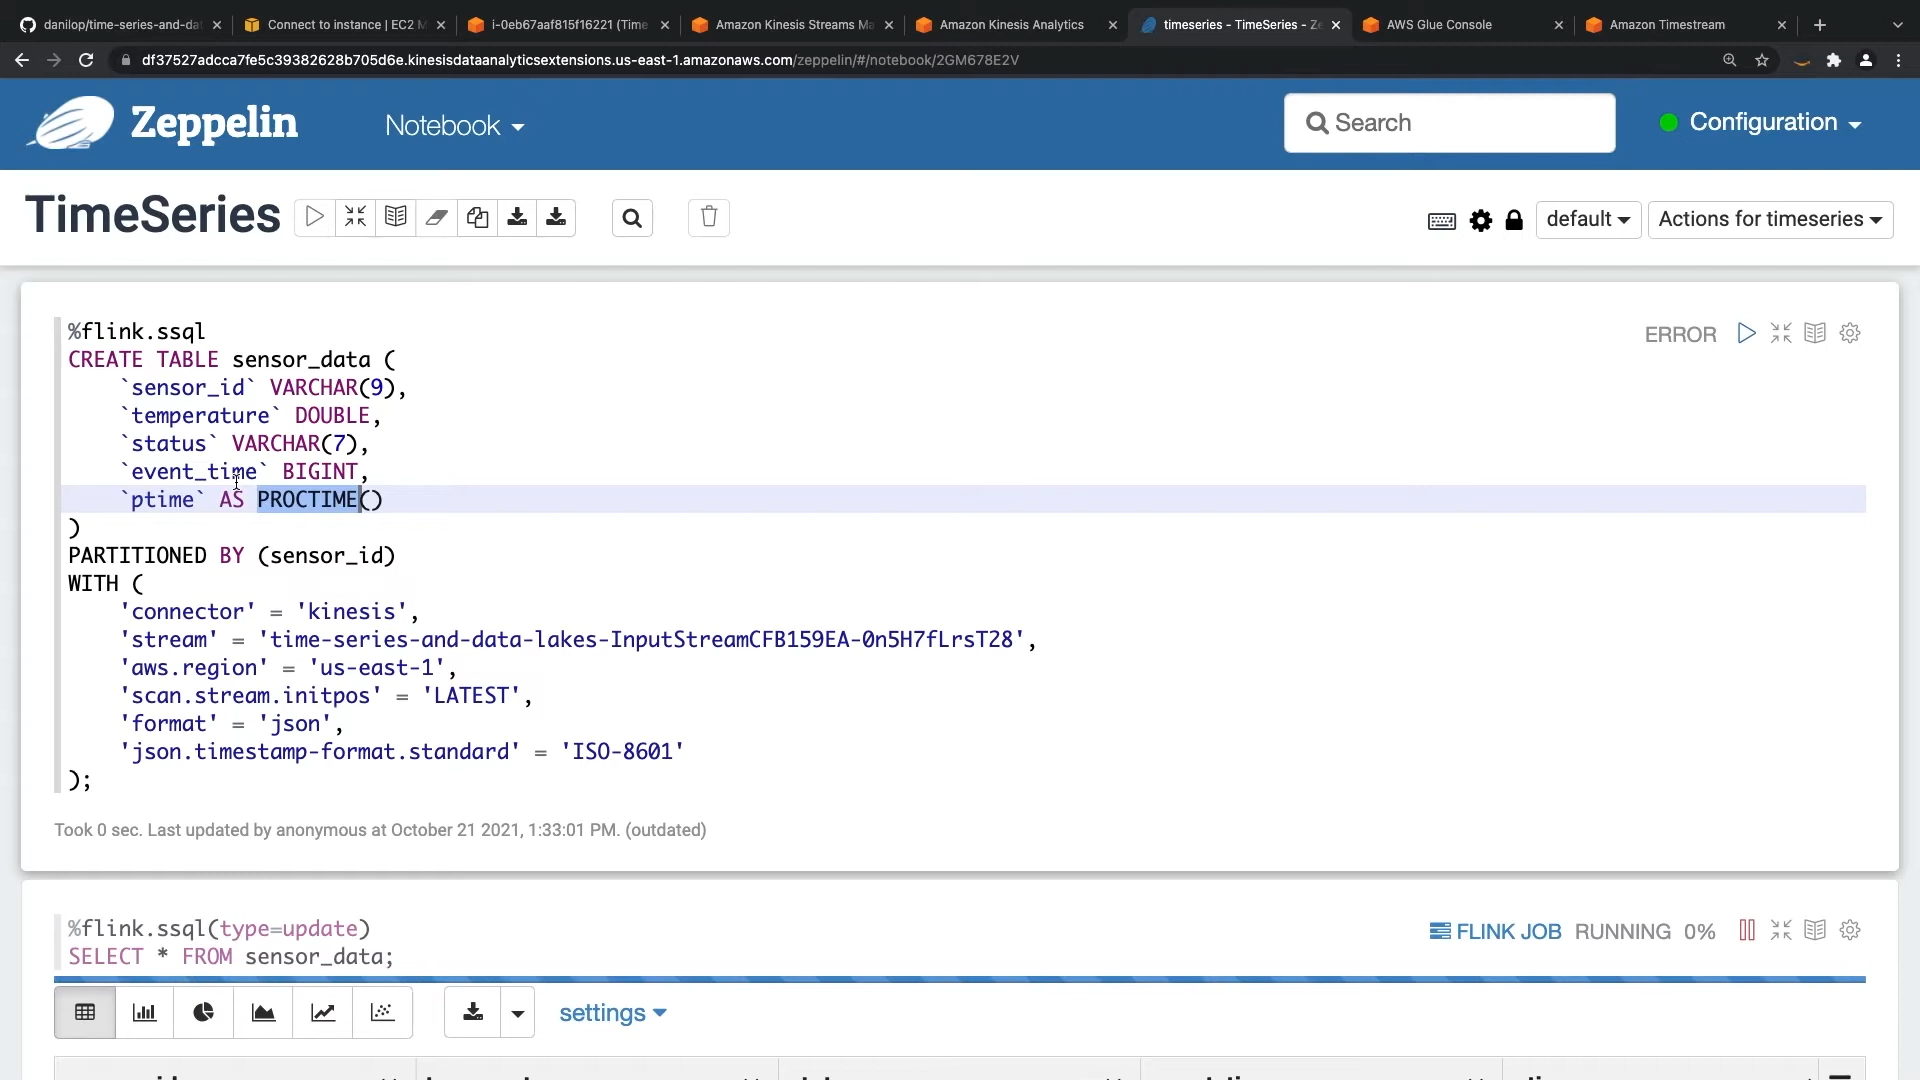 danilop/time-series-and-dat
Connect to instance | EC2 M
i-0eb67aaf815f16221 (Time
Amazon Kinesis Streams Ma
Amazon Kinesis Analytics
timeseries - TimeSeries - Ze
AWS Glue Console
Amazon Timestream
df37527adcca7fe5c39382628b705d6e.kinesisdataanalyticsextensions.us-east-1.amazonaws.com/zeppelin/#/notebook/2GM678E2V
Zeppelin
Notebook
Search
Configuration
TimeSeries
default
Actions for timeseries
%flink.ssql
ERROR
CREATE TABLE sensor_data (
`sensor_id` VARCHAR(9),
`temperature` DOUBLE,
`status` VARCHAR(7),
`event_time` BIGINT,
`ptime` AS PROCTIME()
)
PARTITIONED BY (sensor_id)
WITH (
'connector' = 'kinesis',
'stream' = 'time-series-and-data-lakes-InputStreamCFB159EA-0n5H7fLrsT28',
'aws.region' = 'us-east-1',
'scan.stream.initpos' = 'LATEST',
'format' = 'json',
'json.timestamp-format.standard' = 'ISO-8601'
);
Took 0 sec. Last updated by anonymous at October 21 2021, 1:33:01 PM. (outdated)
%flink.ssql(type=update)
FLINK JOB RUNNING 0%
SELECT * FROM sensor_data;
settings